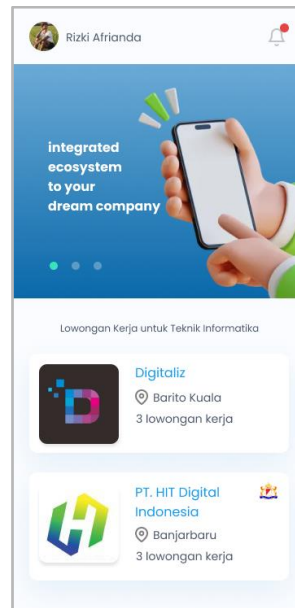 Rizki Afrianda
integrated
ecosystem
to your
dream company
Lowongan Kerja untuk Teknik Informatika
Digitaliz
Barito Kuala
3 lowongan kerja
PT. HIT Digital
Indonesia
Banjarbaru
3 lowongan kerja